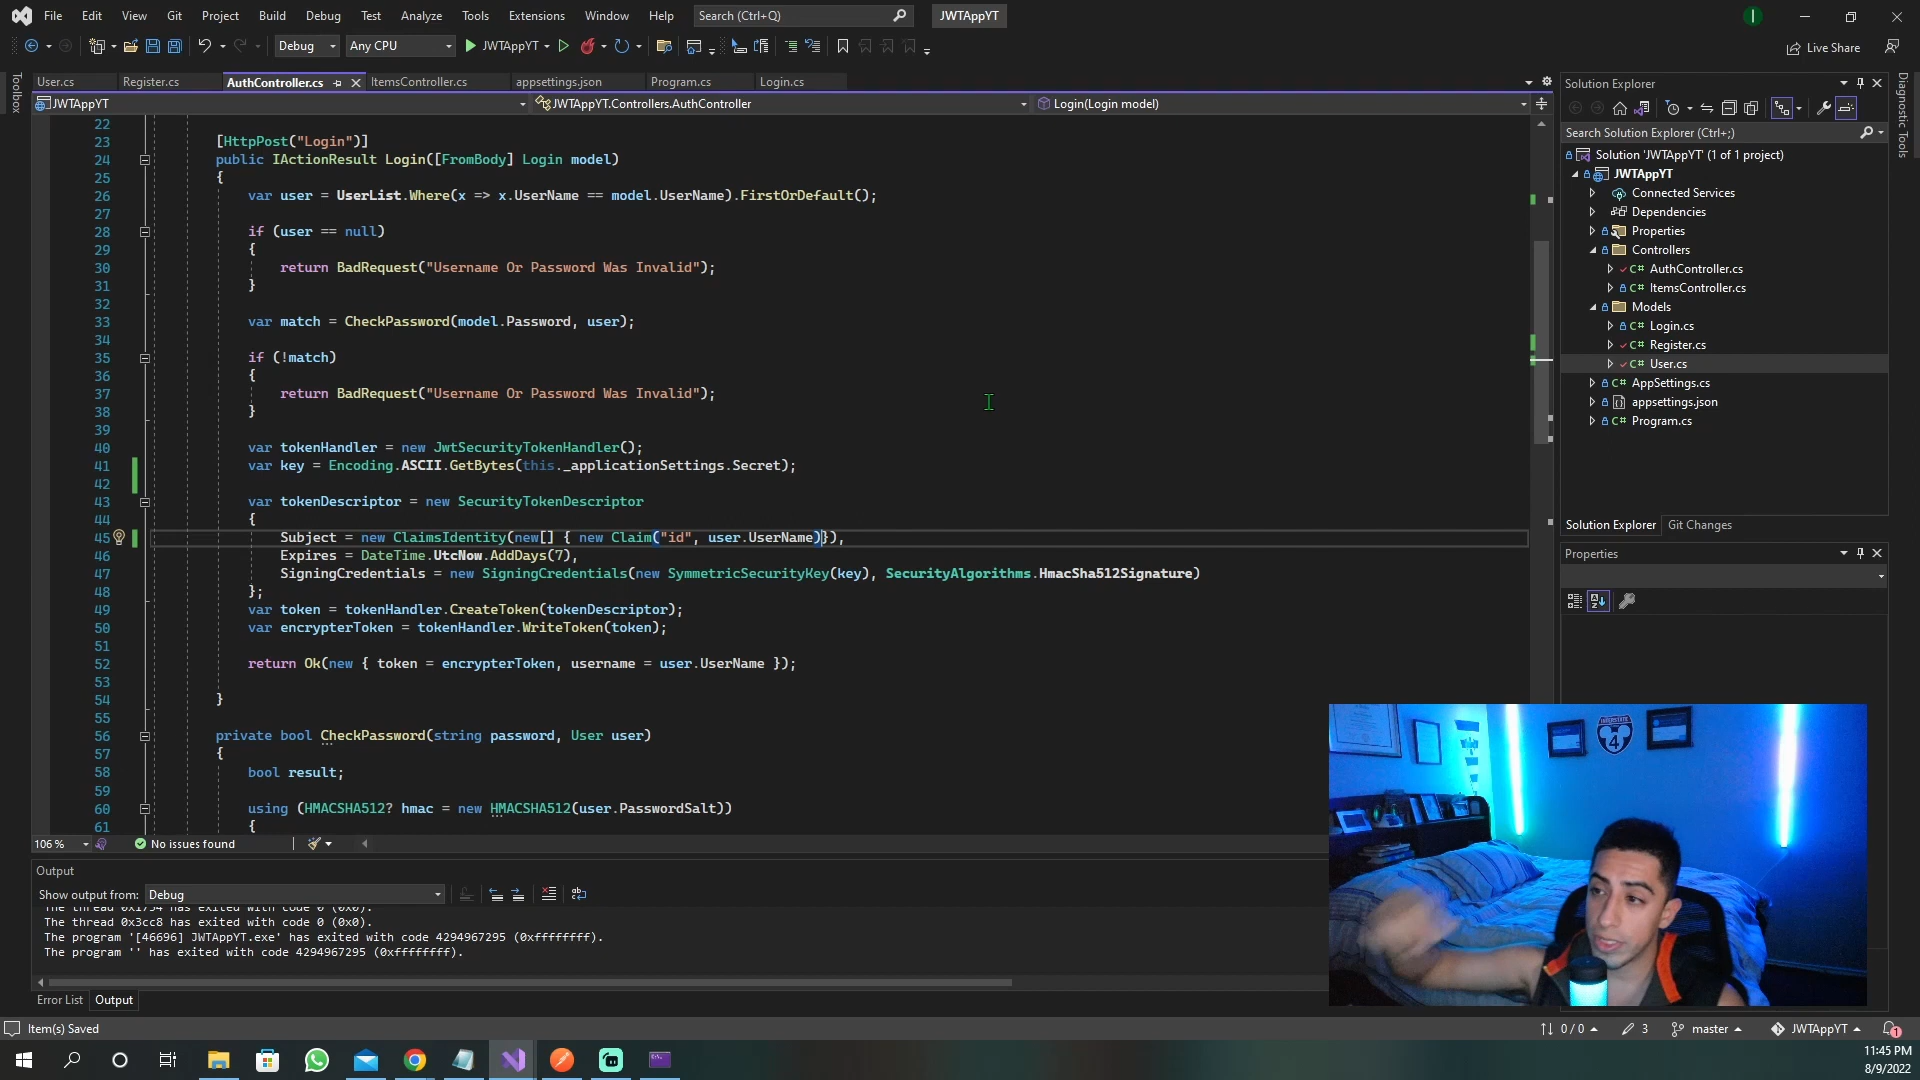 File Edit View Git Project Build Debug Test Analyze Tools Extensions Window Help Search (Ctrl+Q) JWTAppYT
Debug Any CPU JWTAppYT Live Share
User.cs Register.cs AuthController.cs ItemsController.cs appsettings.json Program.cs Login.cs
Toolbox
JWTAppYT JWTAppYT.Controllers.AuthController Login(Login model)
22
23 [HttpPost("Login")]
24 public IActionResult Login([FromBody] Login model)
25 {
26 var user = UserList.Where(x => x.UserName == model.UserName).FirstOrDefault();
27
28 if (user == null)
29 {
30 return BadRequest("Username Or Password Was Invalid");
31 }
32
33 var match = CheckPassword(model.Password, user);
34
35 if (!match)
36 {
37 return BadRequest("Username Or Password Was Invalid");
38 }
39
40 var tokenHandler = new JwtSecurityTokenHandler();
41 var key = Encoding.ASCII.GetBytes(this._applicationSettings.Secret);
42
43 var tokenDescriptor = new SecurityTokenDescriptor
44 {
45 Subject = new ClaimsIdentity(new[] { new Claim("id", user.UserName)}),
46 Expires = DateTime.UtcNow.AddDays(7),
47 SigningCredentials = new SigningCredentials(new SymmetricSecurityKey(key), SecurityAlgorithms.HmacSha512Signature)
48 };
49 var token = tokenHandler.CreateToken(tokenDescriptor);
50 var encrypterToken = tokenHandler.WriteToken(token);
51
52 return Ok(new { token = encrypterToken, username = user.UserName });
53
54 }
55
56 private bool CheckPassword(string password, User user)
57 {
58 bool result;
59
60 using (HMACSHA512? hmac = new HMACSHA512(user.PasswordSalt))
61 {
106 % No issues found
Output
Show output from: Debug
The thread 0x1754 has exited with code 0 (0x0).
The thread 0x3cc8 has exited with code 0 (0x0).
The program '[46696] JWTAppYT.exe' has exited with code 4294967295 (0xffffffff).
The program '' has exited with code 4294967295 (0xffffffff).
Error List Output
Solution Explorer
Search Solution Explorer (Ctrl+;)
Solution 'JWTAppYT' (1 of 1 project)
JWTAppYT
Connected Services
Dependencies
Properties
Controllers
C# AuthController.cs
C# ItemsController.cs
Models
C# Login.cs
C# Register.cs
C# User.cs
C# AppSettings.cs
appsettings.json
C# Program.cs
Solution Explorer Git Changes
Properties
Diagnostic Tools
INTERSTATE
4
Item(s) Saved 0 / 0 3 master JWTAppYT 1
11:45 PM
8/9/2022